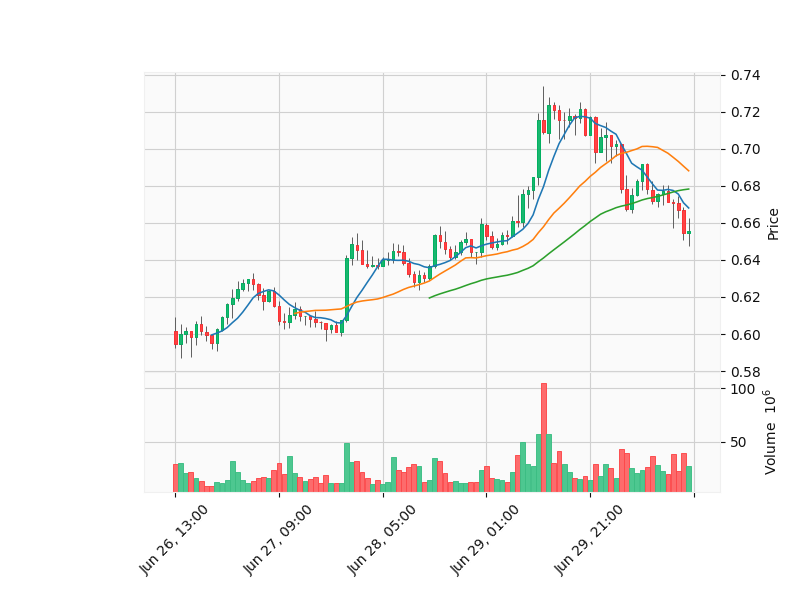 0.74
0.72
0.70
0.68
0.66
0.64
0.62
0.60
0.58
Price
100
50
Volume 10^6
Jun 26, 13:00
Jun 27, 09:00
Jun 28, 05:00
Jun 29, 01:00
Jun 29, 21:00